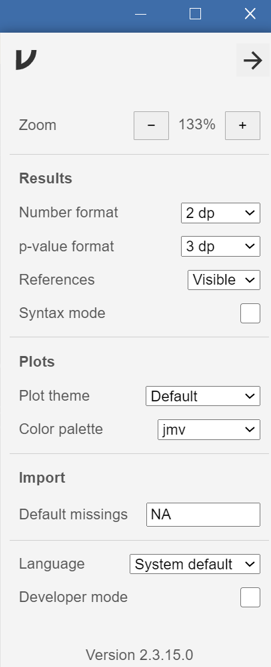 Zoom − 133% +
Results
Number format 2 dp
p-value format 3 dp
References Visible
Syntax mode
Plots
Plot theme Default
Color palette jmv
Import
Default missings NA
Language System default
Developer mode
Version 2.3.15.0